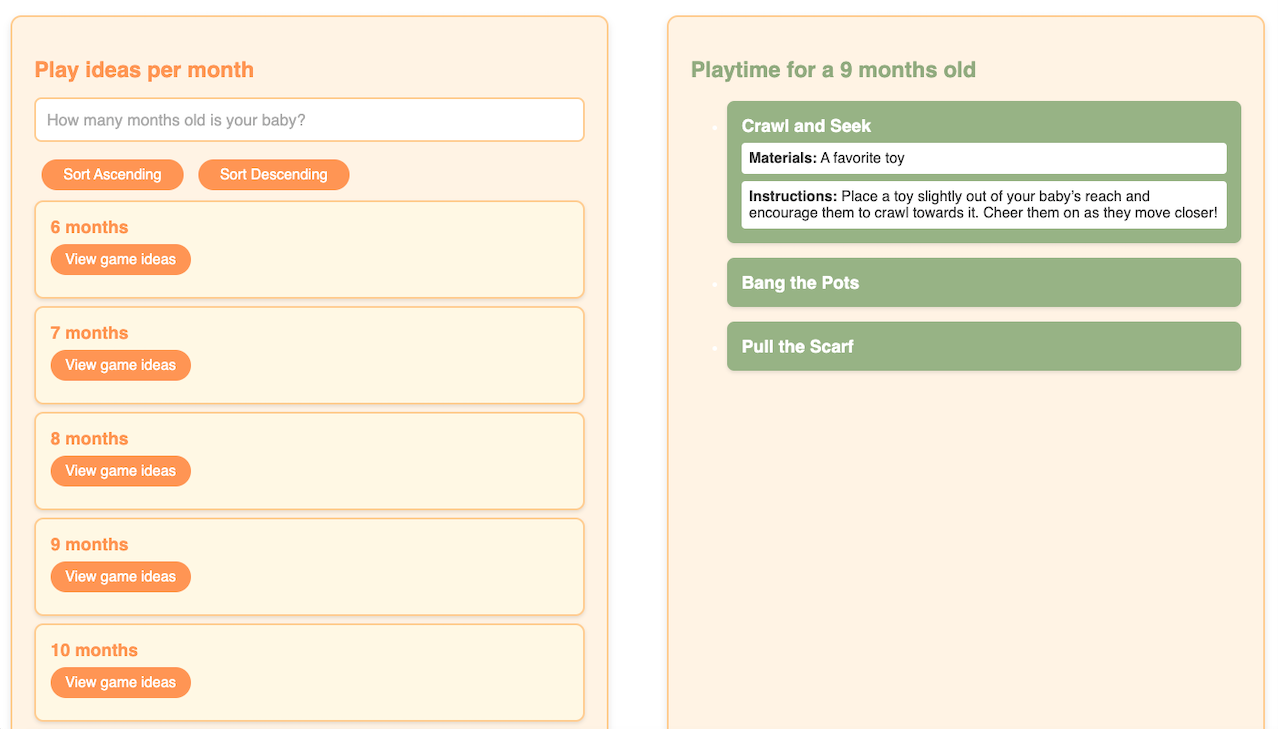 Play ideas per month
How many months old is your baby?
Sort Ascending
Sort Descending
6 months
View game ideas
7 months
View game ideas
8 months
View game ideas
9 months
View game ideas
10 months
View game ideas
Playtime for a 9 months old
Crawl and Seek
Materials: A favorite toy
Instructions: Place a toy slightly out of your baby’s reach and
encourage them to crawl towards it. Cheer them on as they move closer!
Bang the Pots
Pull the Scarf